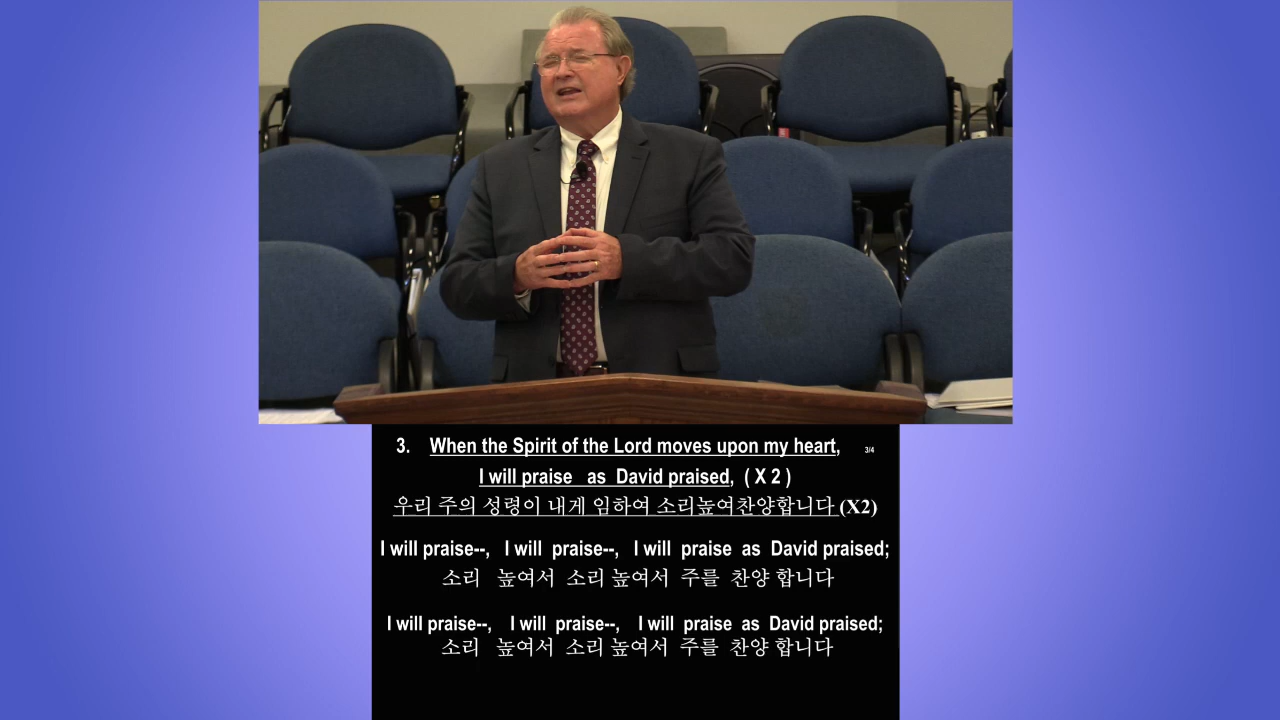 3. When the Spirit of the Lord moves upon my heart, 3/4
I will praise as David praised, ( X 2 )
우리 주의 성령이 내게 임하여 소리높여찬양합니다 (X2)
I will praise--, I will praise--, I will praise as David praised;
소리 높여서 소리 높여서 주를 찬양 합니다
I will praise--, I will praise--, I will praise as David praised;
소리 높여서 소리 높여서 주를 찬양 합니다